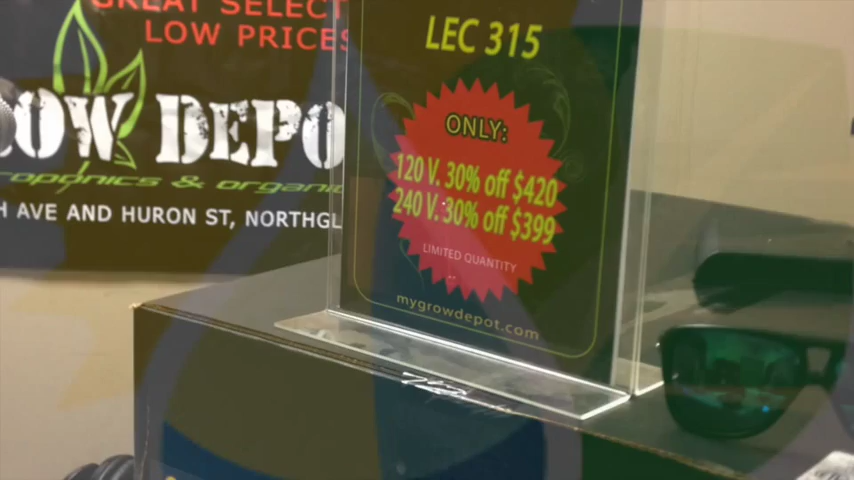 GREAT SELECT
LOW PRICES
OW DEPO
roponics & organic
H AVE AND HURON ST, NORTHGL
LEC 315
ONLY:
120 V. 30% off $420
240 V. 30% off $399
LIMITED QUANTITY
mygrowdepot.com